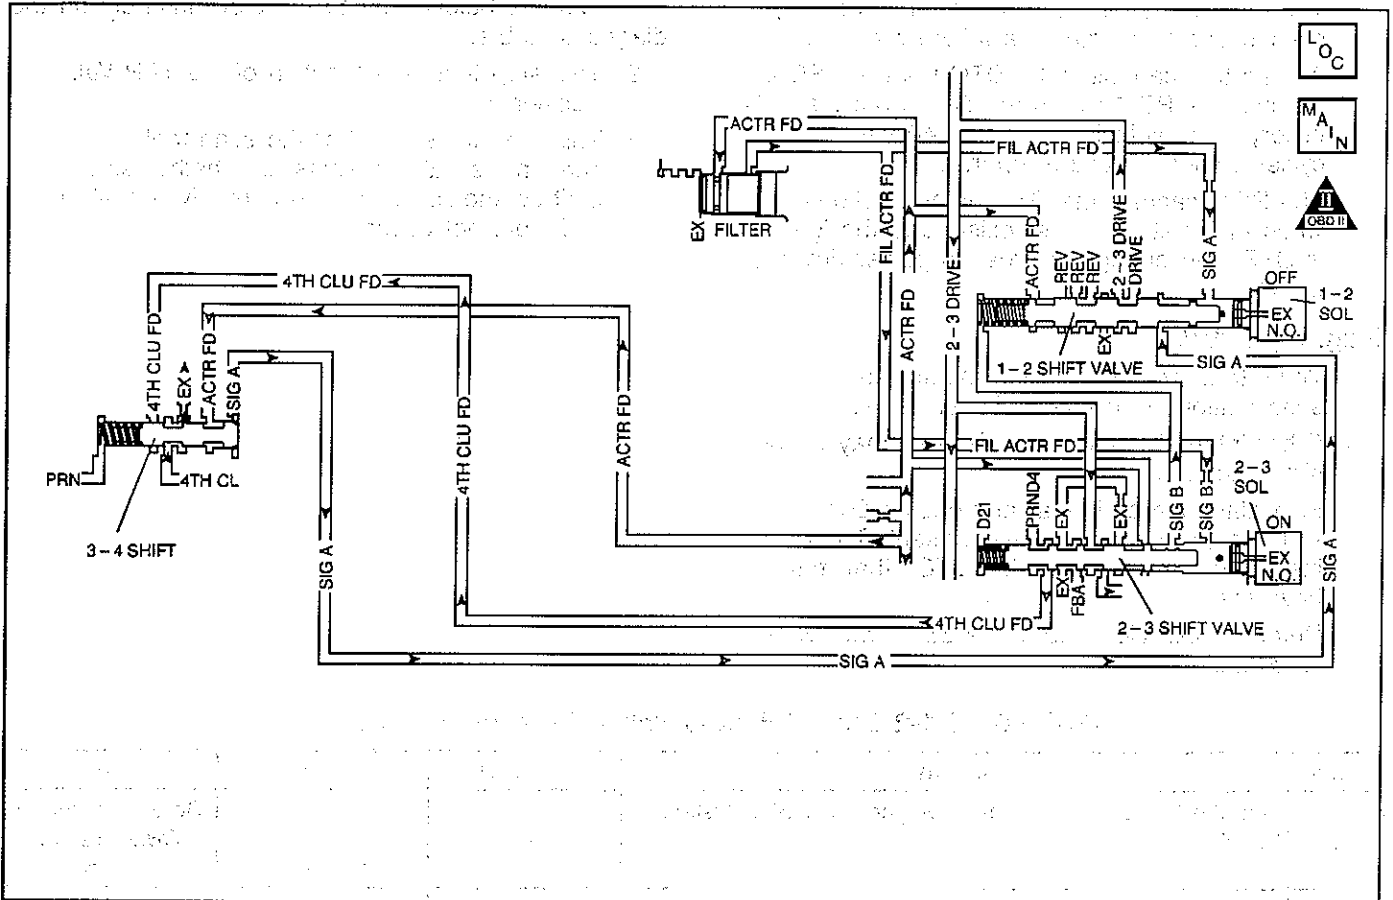 LOC
MAIN
II
OBD II
ACTR FD
FIL ACTR FD
EX
FILTER
FIL ACTR FD
ACTR FD
2-3 DRIVE
ACTR FD
REV
REV
REV
2-3 DRIVE
DRIVE
SIG A
OFF
1-2
SOL
EX
N.O.
EX
1-2 SHIFT VALVE
SIG A
4TH CLU FD
4TH CLU FD
EX
ACTR FD
SIG A
PRN
4TH CL
3-4 SHIFT
SIG A
4TH CLU FD
ACTR FD
FIL ACTR FD
2-3
SOL
D21
PRND4
EX
EX
SIG B
SIG B
ON
EX
N.O.
EX
FBA
SIG A
4TH CLU FD
2-3 SHIFT VALVE
SIG A